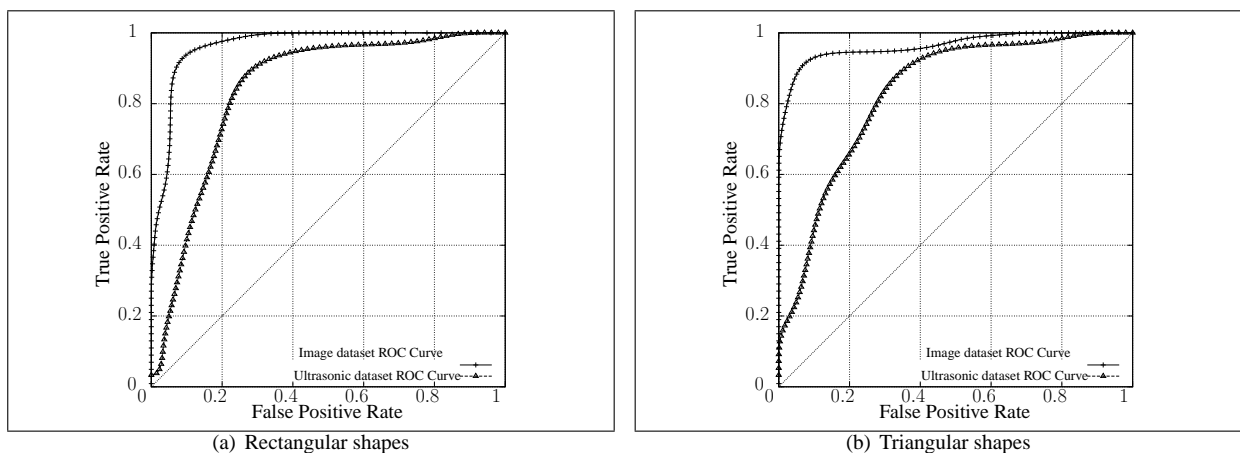 1
0.8
0.6
0.4
0.2
0
True Positive Rate
Image dataset ROC Curve
Ultrasonic dataset ROC Curve
0 0.2 0.4 0.6 0.8 1
False Positive Rate
(a) Rectangular shapes
1
0.8
0.6
0.4
0.2
0
True Positive Rate
Image dataset ROC Curve
Ultrasonic dataset ROC Curve
0 0.2 0.4 0.6 0.8 1
False Positive Rate
(b) Triangular shapes